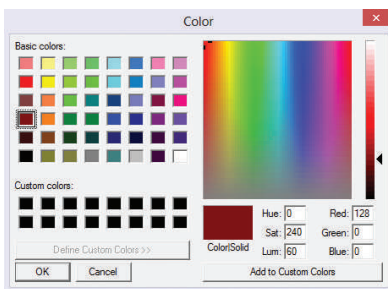 Color
Basic colors:
Custom colors:
Define Custom Colors >>
OK
Cancel
Color|Solid
Hue: 0
Sat: 240
Lum: 60
Red: 128
Green: 0
Blue: 0
Add to Custom Colors